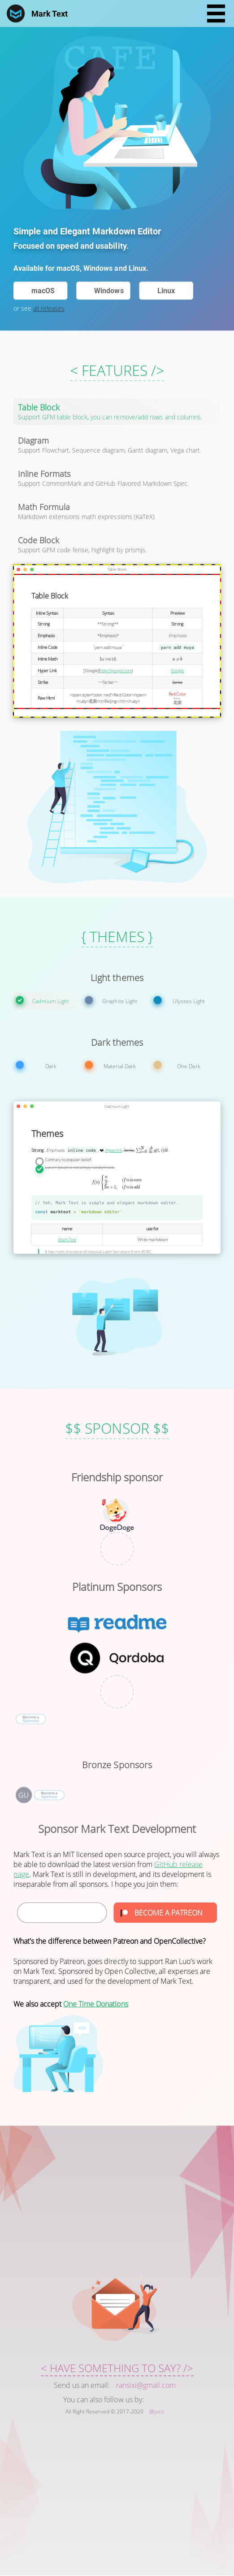 Mark Text
CAFE
Simple and Elegant Markdown Editor
Focused on speed and usability.
Available for macOS, Windows and Linux.
macOS
Windows
Linux
or see all releases.
< FEATURES />
Table Block
Support GFM table block, you can remove/add rows and columns.
Diagram
Support Flowchart, Sequence diagram, Gantt diagram, Vega chart.
Inline Formats
Support CommonMark and GitHub Flavored Markdown Spec.
Math Formula
Markdown extensions math expressions (KaTeX).
Code Block
Support GFM code fense, highlight by prismjs.
Table Block
Table Block
Inline Syntax Syntax Preview
Strong **Strong** Strong
Emphasis *Emphasis* Emphasis
Inline Code `yarn add muya` yarn add muya
Inline Math
Hyper Link Google
Strike ~~Strike~~ Strike
Raw Html Red Color
{ THEMES }
Light themes
Cadmium Light
Graphite Light
Ulysses Light
Dark themes
Dark
Material Dark
One Dark
Cadmium Light
Themes
Strong, Emphasis, inline code, ❤ Hyperlink
Contrary to popular belief
// Yeh, Mark Text is simple and elegant markdown editor.
const marktext = 'markdown editor'
name use for
Mark Text Write markdown
$$ SPONSOR $$
Friendship sponsor
DogeDoge
Platinum Sponsors
readme
Qordoba
Become a
Sponsor
Bronze Sponsors
GU
Become a
Sponsor
Sponsor Mark Text Development
Mark Text is an MIT licensed open source project, you will always
be able to download the latest version from GitHub release
page. Mark Text is still in development, and its development is
inseparable from all sponsors. I hope you join them:
BECOME A PATREON
What's the difference between Patreon and OpenCollective?
Sponsored by Patreon, goes directly to support Ran Luo's work
on Mark Text. Sponsored by Open Collective, all expenses are
transparent, and used for the development of Mark Text.
We also accept One Time Donations
< HAVE SOMETHING TO SAY? />
Send us an email: ransixi@gmail.com
You can also follow us by:
All Right Reserved © 2017-2020 @Jocs